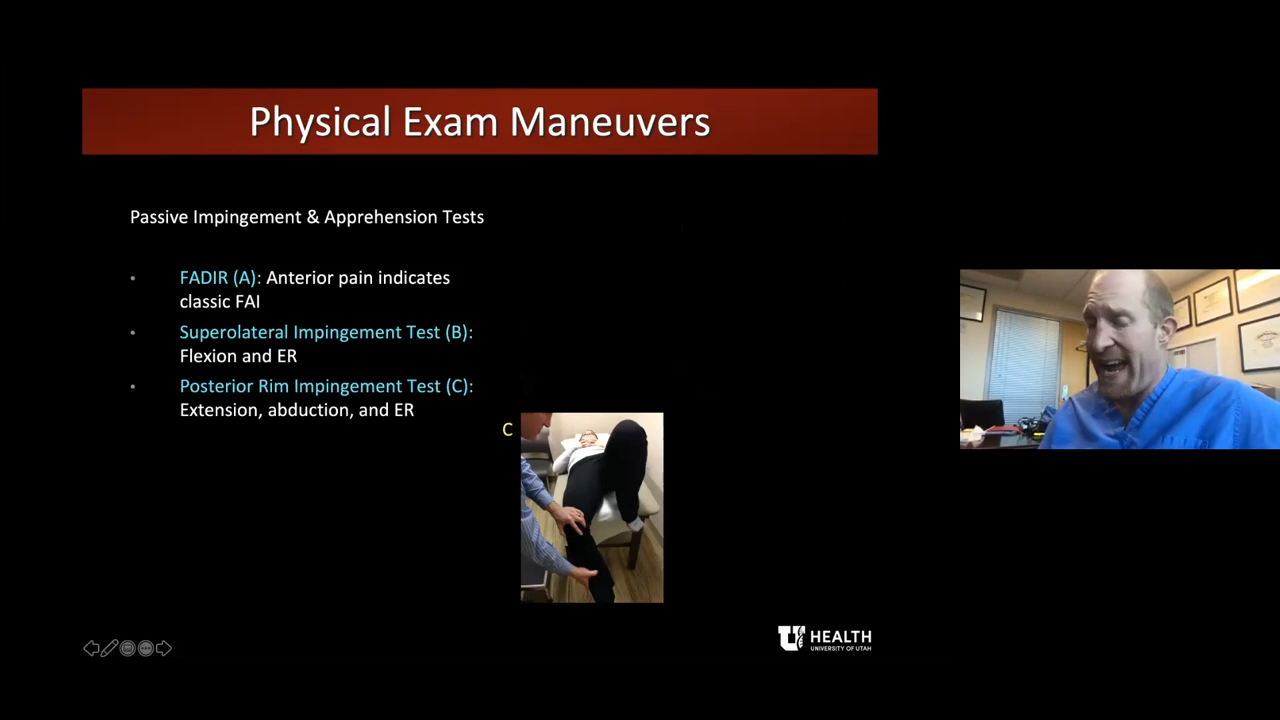 Physical Exam Maneuvers
Passive Impingement & Apprehension Tests
• FADIR (A): Anterior pain indicates
classic FAI
• Superolateral Impingement Test (B):
Flexion and ER
• Posterior Rim Impingement Test (C):
Extension, abduction, and ER
C
U HEALTH
UNIVERSITY OF UTAH